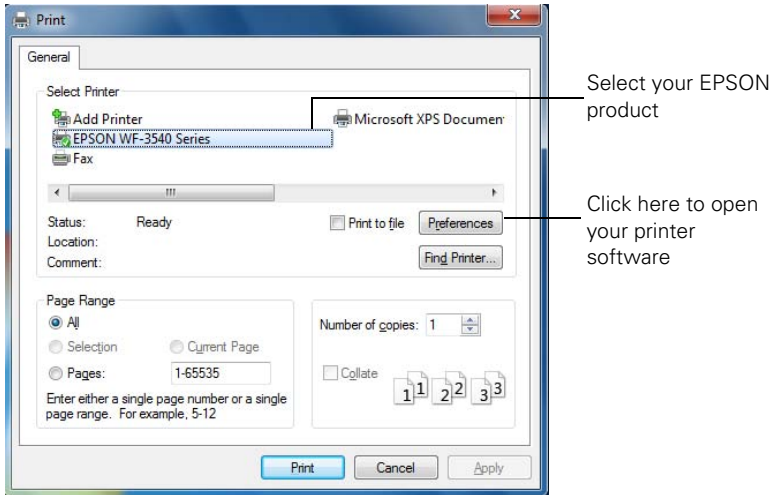 Print
General
Select Printer
Add Printer
Microsoft XPS Documen
EPSON WF-3540 Series
Fax
Status: Ready
Location:
Comment:
Print to file
Preferences
Find Printer...
Page Range
All
Selection
Current Page
Pages: 1-65535
Enter either a single page number or a single
page range. For example, 5-12
Number of copies: 1
Collate
1 1 2 2 3 3
Print
Cancel
Apply
Select your EPSON
product
Click here to open
your printer
software